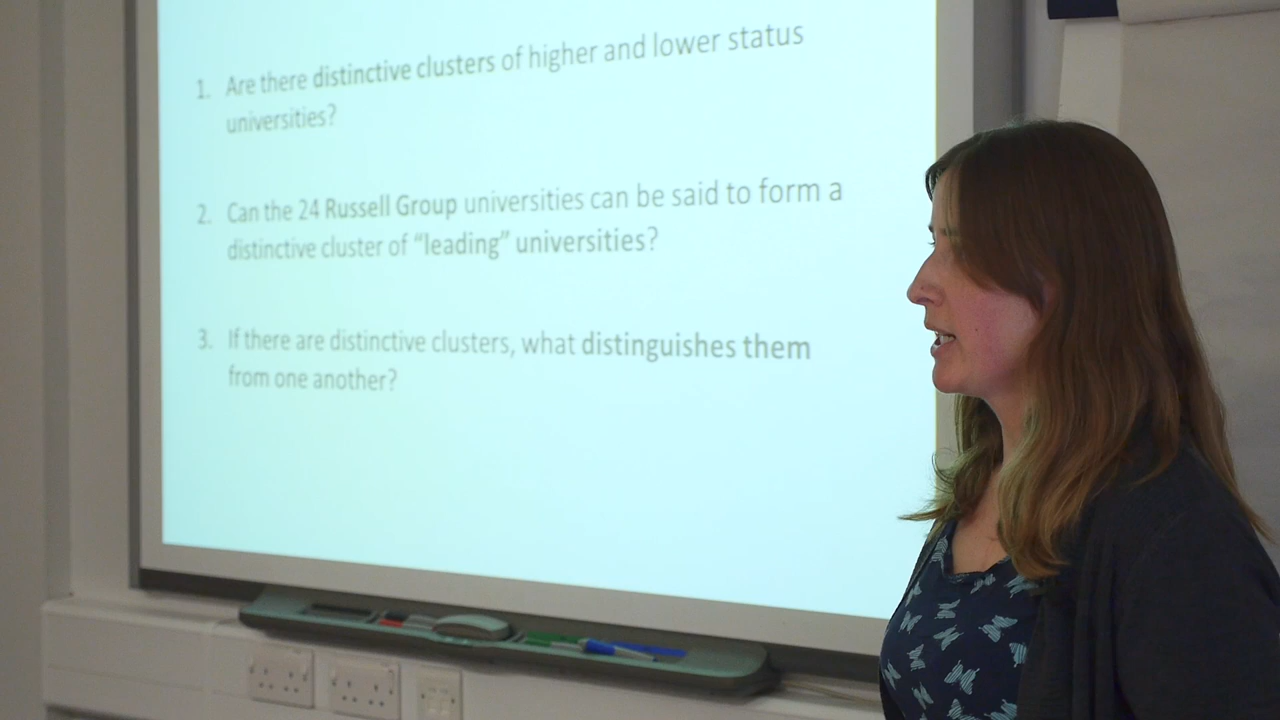 1. Are there distinctive clusters of higher and lower status
universities?
2. Can the 24 Russell Group universities can be said to form a
distinctive cluster of “leading” universities?
3. If there are distinctive clusters, what distinguishes them
from one another?